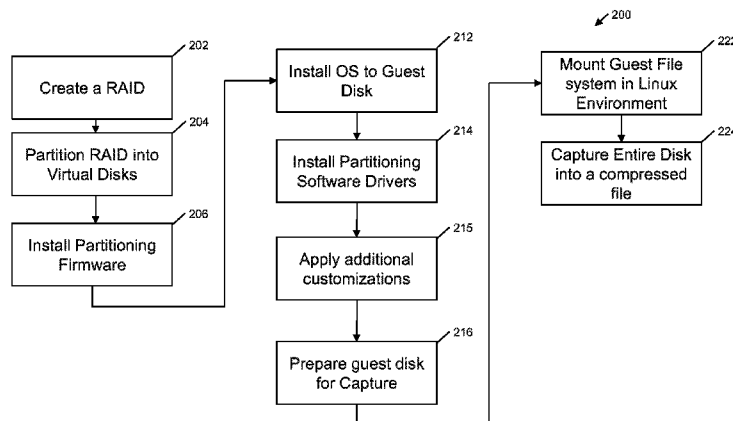 202
Create a RAID
204
Partition RAID into
Virtual Disks
206
Install Partitioning
Firmware
212
Install OS to Guest
Disk
214
Install Partitioning
Software Drivers
215
Apply additional
customizations
216
Prepare guest disk
for Capture
200
222
Mount Guest File
system in Linux
Environment
224
Capture Entire Disk
into a compressed
file